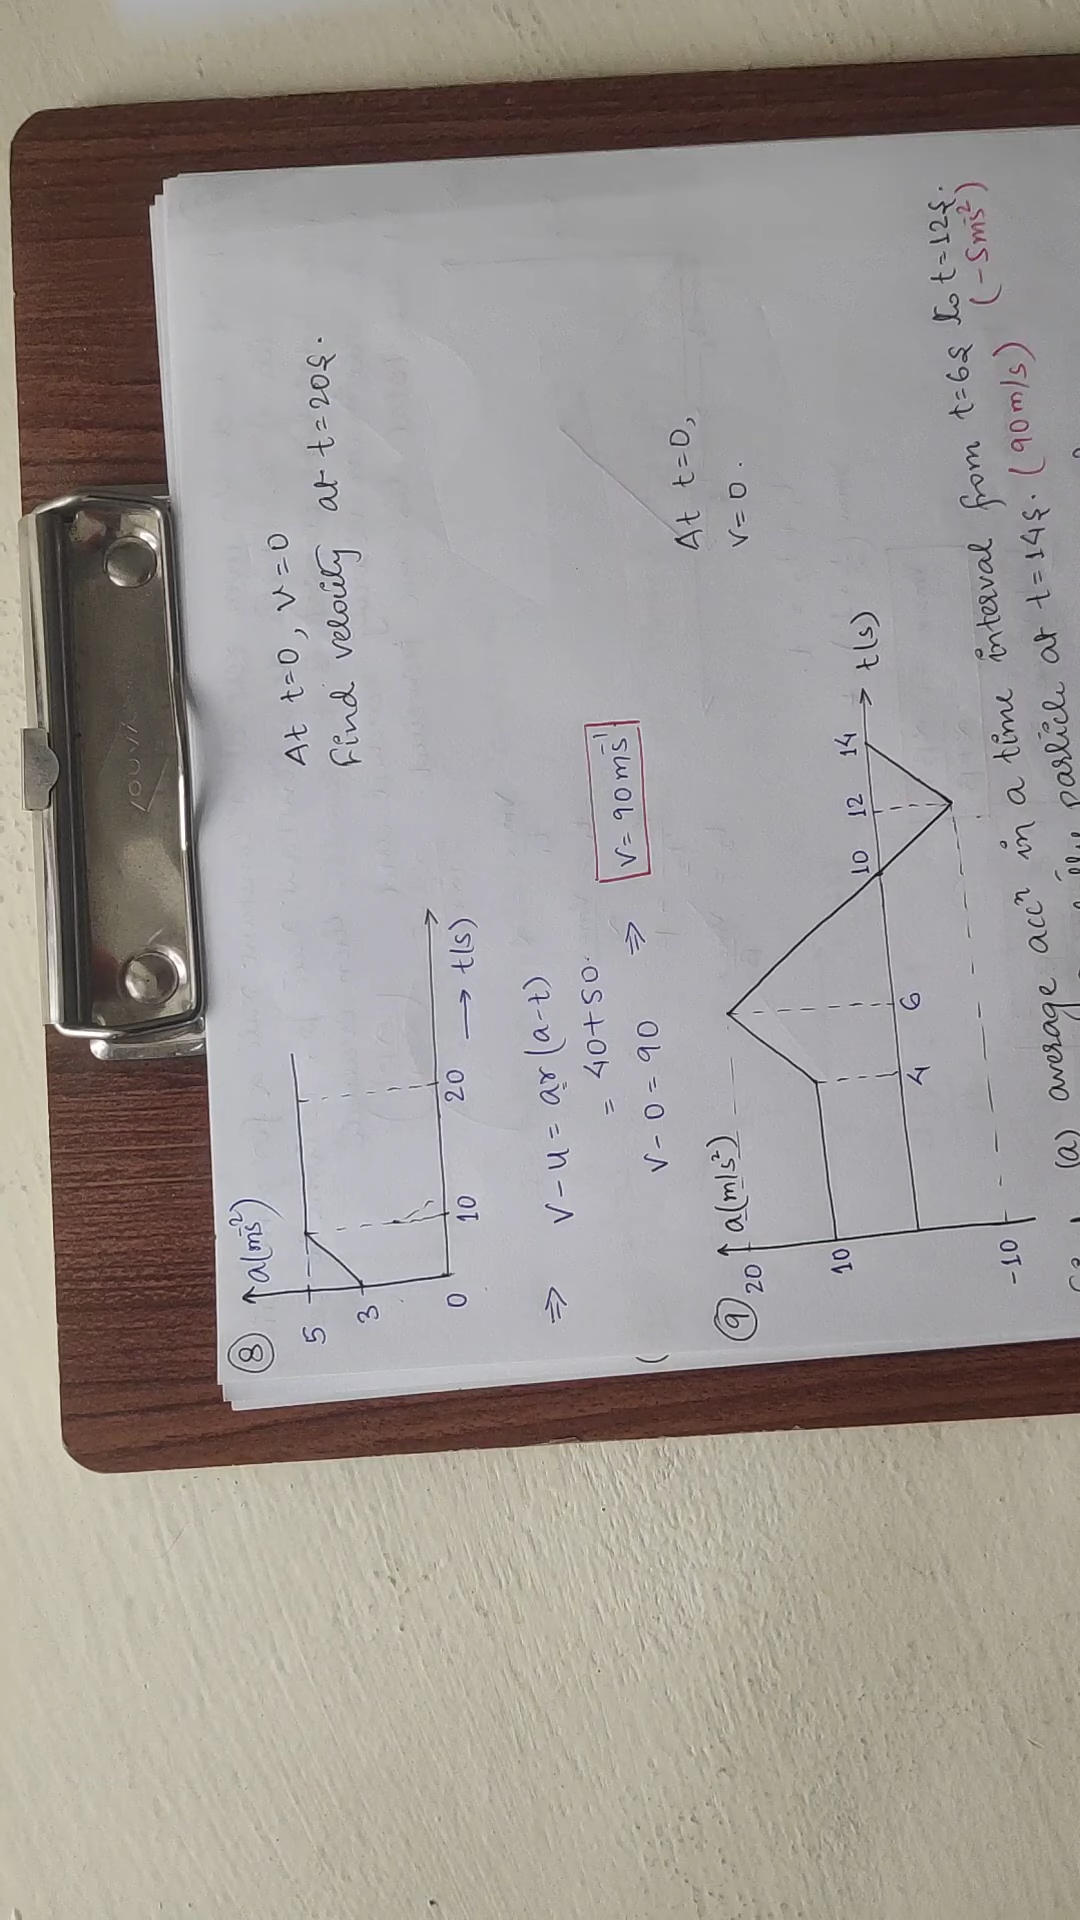 LOUVA
⑧ a(ms⁻²)
At t=0, v=0
Find velocity at t=20s.
5
3
0
10
20
→ t(s)
⇒ v-u = ar(a-t)
= 40+50.
v-0 = 90 ⇒ v=90ms⁻¹
⑨ a(m/s²)
20
10
-10
4
6
10
12
14
t(s)
At t=0,
v=0.
(a) average accⁿ in a time interval from t=6s to t=12s.
(-5ms⁻²)
particle at t=14s. (90m/s)